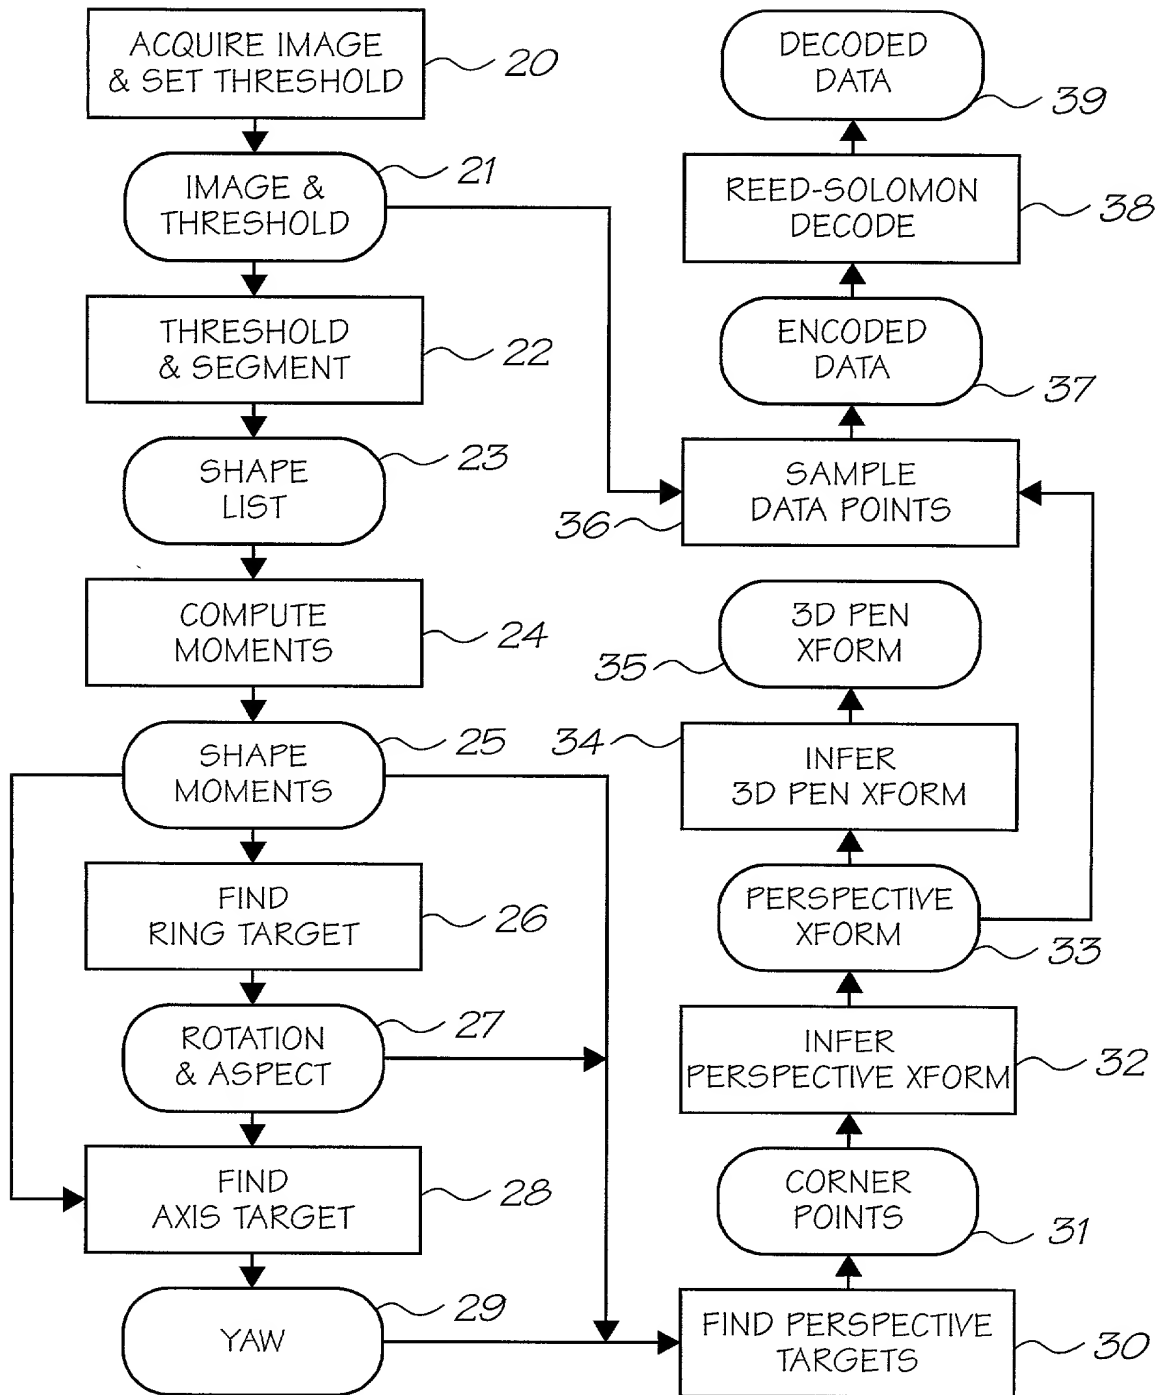 ACQUIRE IMAGE
& SET THRESHOLD
20
IMAGE &
THRESHOLD
21
THRESHOLD
& SEGMENT
22
SHAPE
LIST
23
COMPUTE
MOMENTS
24
SHAPE
MOMENTS
25
FIND
RING TARGET
26
ROTATION
& ASPECT
27
FIND
AXIS TARGET
28
YAW
29
DECODED
DATA
39
REED-SOLOMON
DECODE
38
ENCODED
DATA
37
SAMPLE
DATA POINTS
36
3D PEN
XFORM
35
34
INFER
3D PEN XFORM
PERSPECTIVE
XFORM
33
INFER
PERSPECTIVE XFORM
32
CORNER
POINTS
31
FIND PERSPECTIVE
TARGETS
30